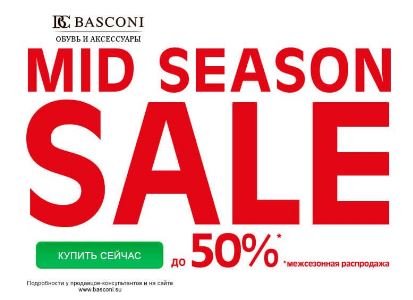 BC BASCONI
ОБУВЬ И АКСЕССУАРЫ
MID SEASON
SALE
КУПИТЬ СЕЙЧАС
ДО 50%*
*межсезонная распродажа
Подробности у продавцов-консультантов и на сайте
www.basconi.su